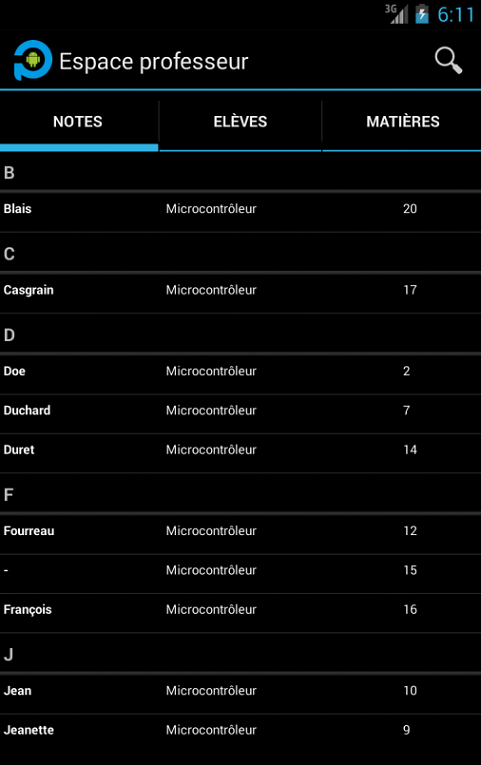 3G 6:11
Espace professeur
NOTES ELÈVES MATIÈRES
B
Blais Microcontrôleur 20
C
Casgrain Microcontrôleur 17
D
Doe Microcontrôleur 2
Duchard Microcontrôleur 7
Duret Microcontrôleur 14
F
Fourreau Microcontrôleur 12
- Microcontrôleur 15
François Microcontrôleur 16
J
Jean Microcontrôleur 10
Jeanette Microcontrôleur 9